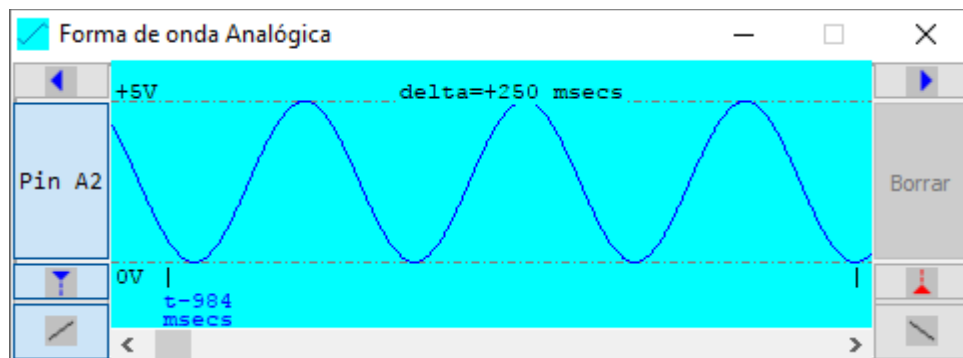 Forma de onda Analógica
+5V
delta=+250 msecs
Pin A2
Borrar
0V
t-984
msecs